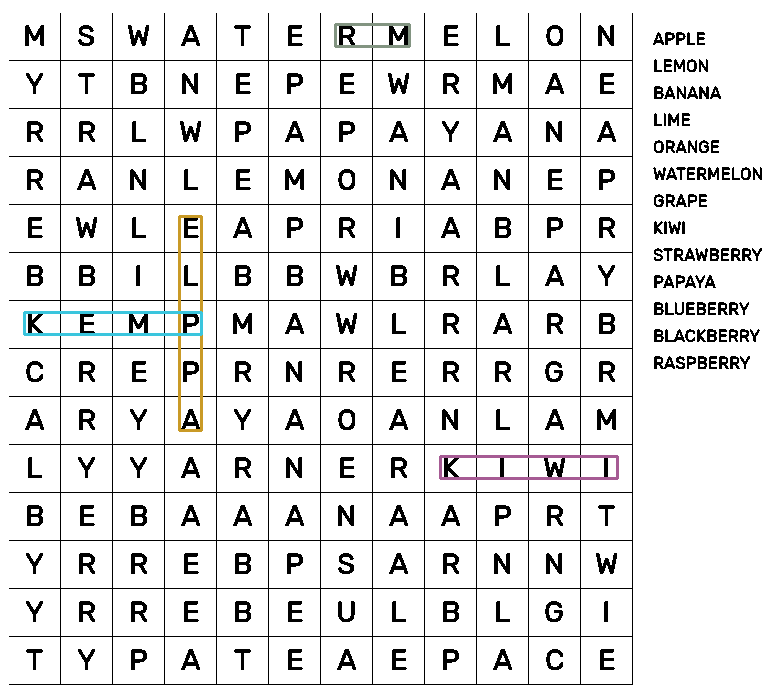 M S W A T E R M E L O N
Y T B N E P E W R M A E
R R L W P A P A Y A N A
R A N L E M O N A N E P
E W L E A P R I A B P R
B B I L B B W B R L A Y
K E M P M A W L R A R B
C R E P R N R E R R G R
A R Y A Y A O A N L A M
L Y Y A R N E R K I W I
B E B A A A N A A P R T
Y R R E B P S A R N N W
Y R R E B E U L B L G I
T Y P A T E A E P A C E
APPLE
LEMON
BANANA
LIME
ORANGE
WATERMELON
GRAPE
KIWI
STRAWBERRY
PAPAYA
BLUEBERRY
BLACKBERRY
RASPBERRY